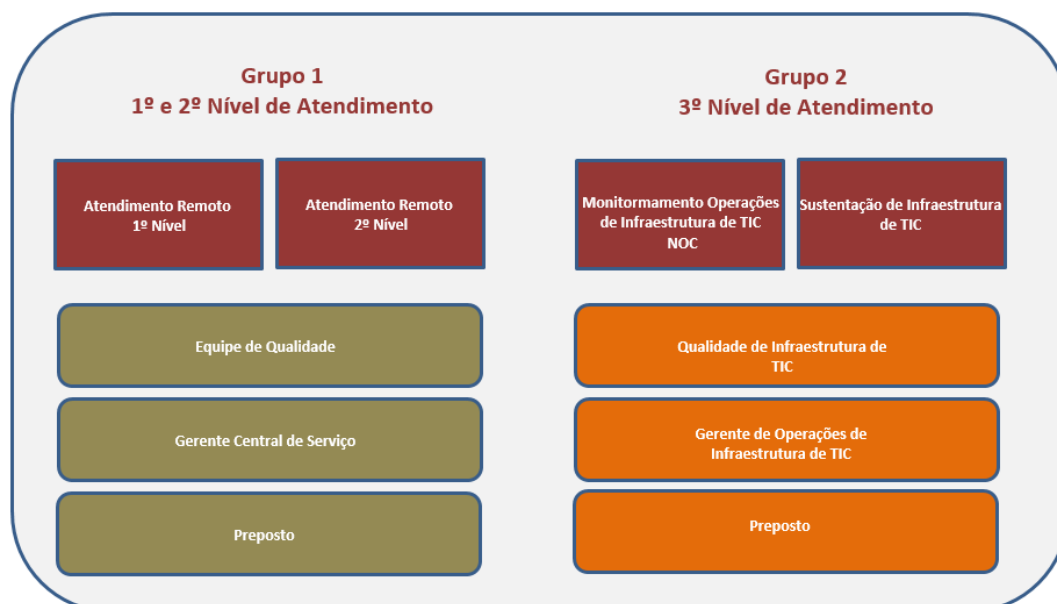 Grupo 1
1º e 2º Nível de Atendimento
Atendimento Remoto
1º Nível
Atendimento Remoto
2º Nível
Equipe de Qualidade
Gerente Central de Serviço
Preposto
Grupo 2
3º Nível de Atendimento
Monitormamento Operações
de Infraestrutura de TIC
NOC
Sustentação de Infraestrutura
de TIC
Qualidade de Infraestrutura de
TIC
Gerente de Operações de
Infraestrutura de TIC
Preposto